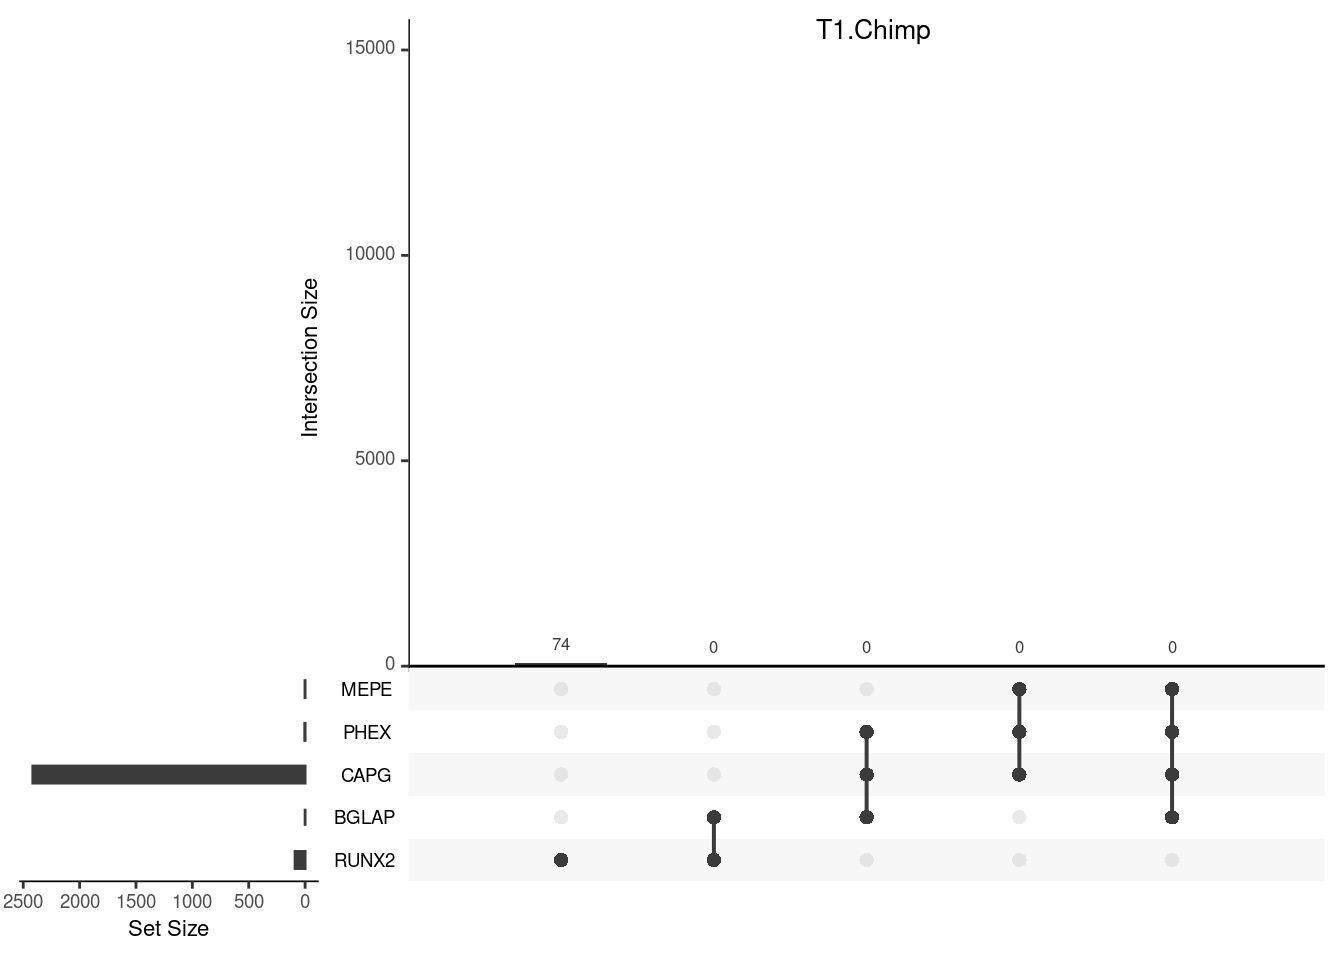 T1.Chimp
15000
10000
5000
0
Intersection Size
74 0 0 0 0
MEPE
PHEX
CAPG
BGLAP
RUNX2
2500 2000 1500 1000 500 0
Set Size